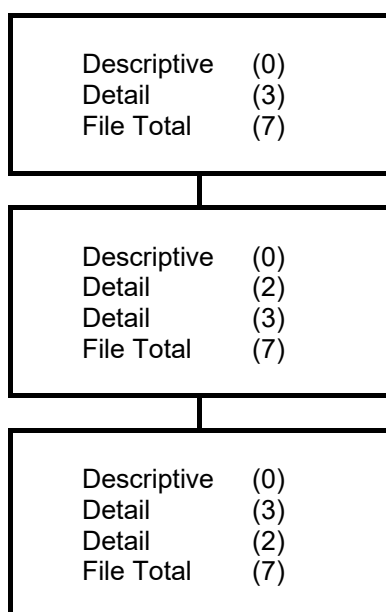 Descriptive (0)
Detail (3)
File Total (7)
Descriptive (0)
Detail (2)
Detail (3)
File Total (7)
Descriptive (0)
Detail (3)
Detail (2)
File Total (7)